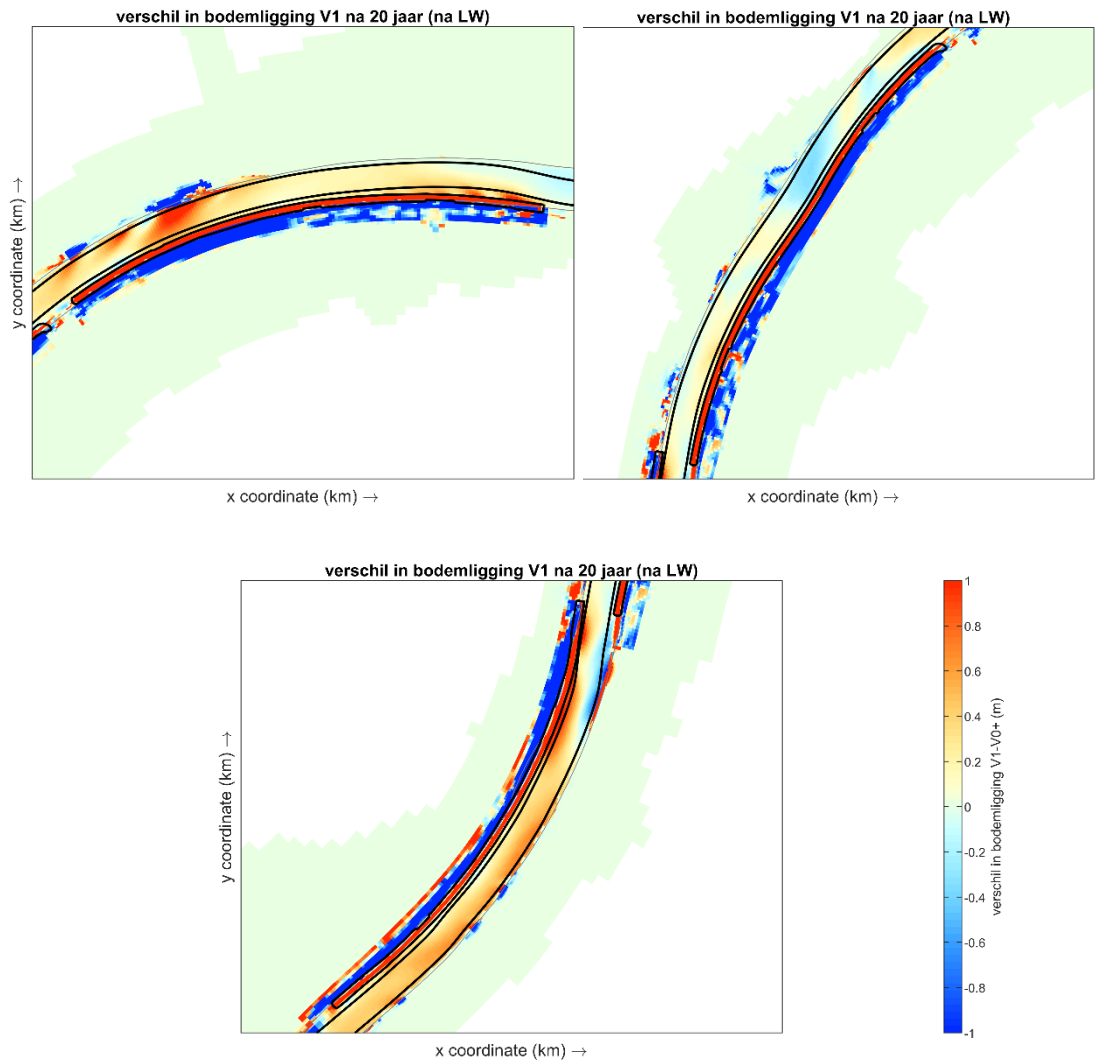 verschil in bodemligging V1 na 20 jaar (na LW)
y coordinate (km) →
x coordinate (km) →
verschil in bodemligging V1 na 20 jaar (na LW)
x coordinate (km) →
verschil in bodemligging V1 na 20 jaar (na LW)
y coordinate (km) →
x coordinate (km) →
1
0.8
0.6
0.4
0.2
0
-0.2
-0.4
-0.6
-0.8
-1
verschil in bodemligging V1-V0+ (m)